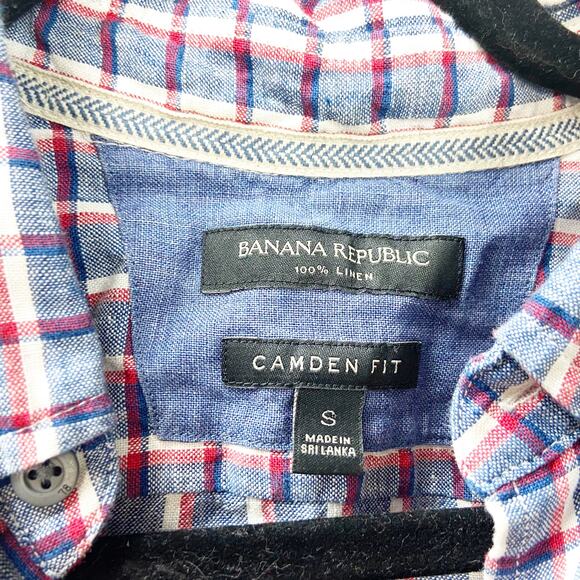 BANANA REPUBLIC
100% LINEN
CAMDEN FIT
S
MADE IN
SRI LANKA